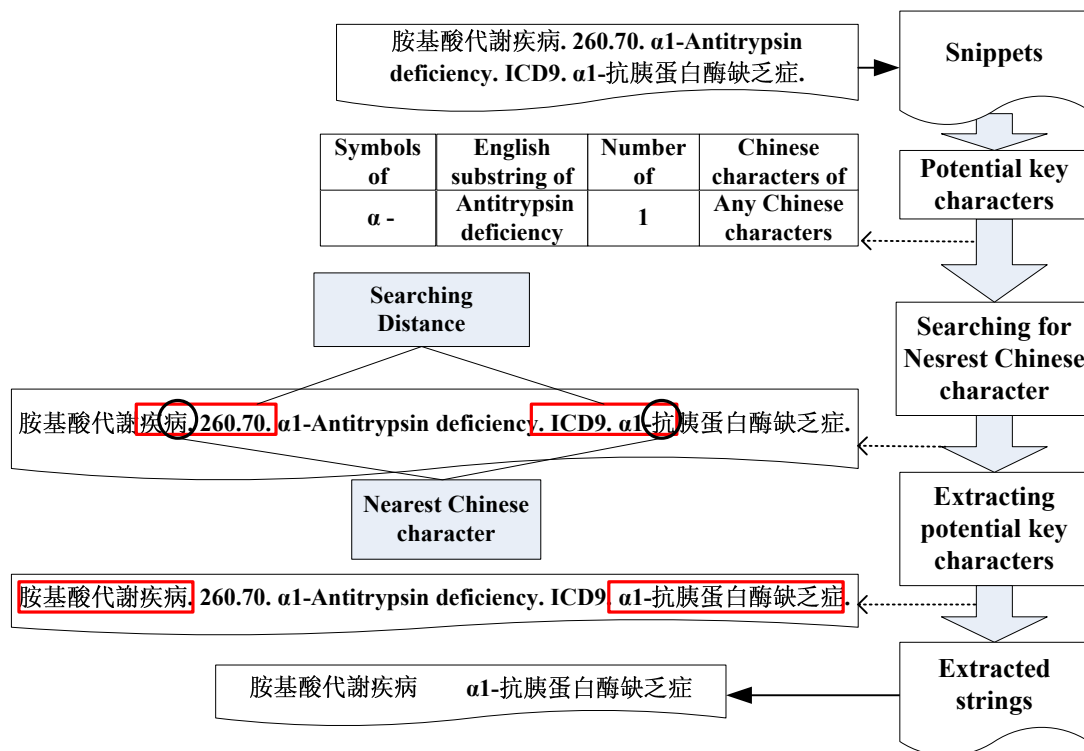 胺基酸代謝疾病. 260.70. α1-Antitrypsin
deficiency. ICD9. α1-抗胰蛋白酶缺乏症.
Snippets
Symbols of
English substring of
Number of
Chinese characters of
α -
Antitrypsin deficiency
1
Any Chinese characters
Potential key
characters
Searching
Distance
Searching for
Nesrest Chinese
character
胺基酸代謝疾病. 260.70. α1-Antitrypsin deficiency. ICD9. α1-抗胰蛋白酶缺乏症.
Nearest Chinese
character
Extracting
potential key
characters
胺基酸代謝疾病. 260.70. α1-Antitrypsin deficiency. ICD9. α1-抗胰蛋白酶缺乏症.
胺基酸代謝疾病 α1-抗胰蛋白酶缺乏症
Extracted
strings